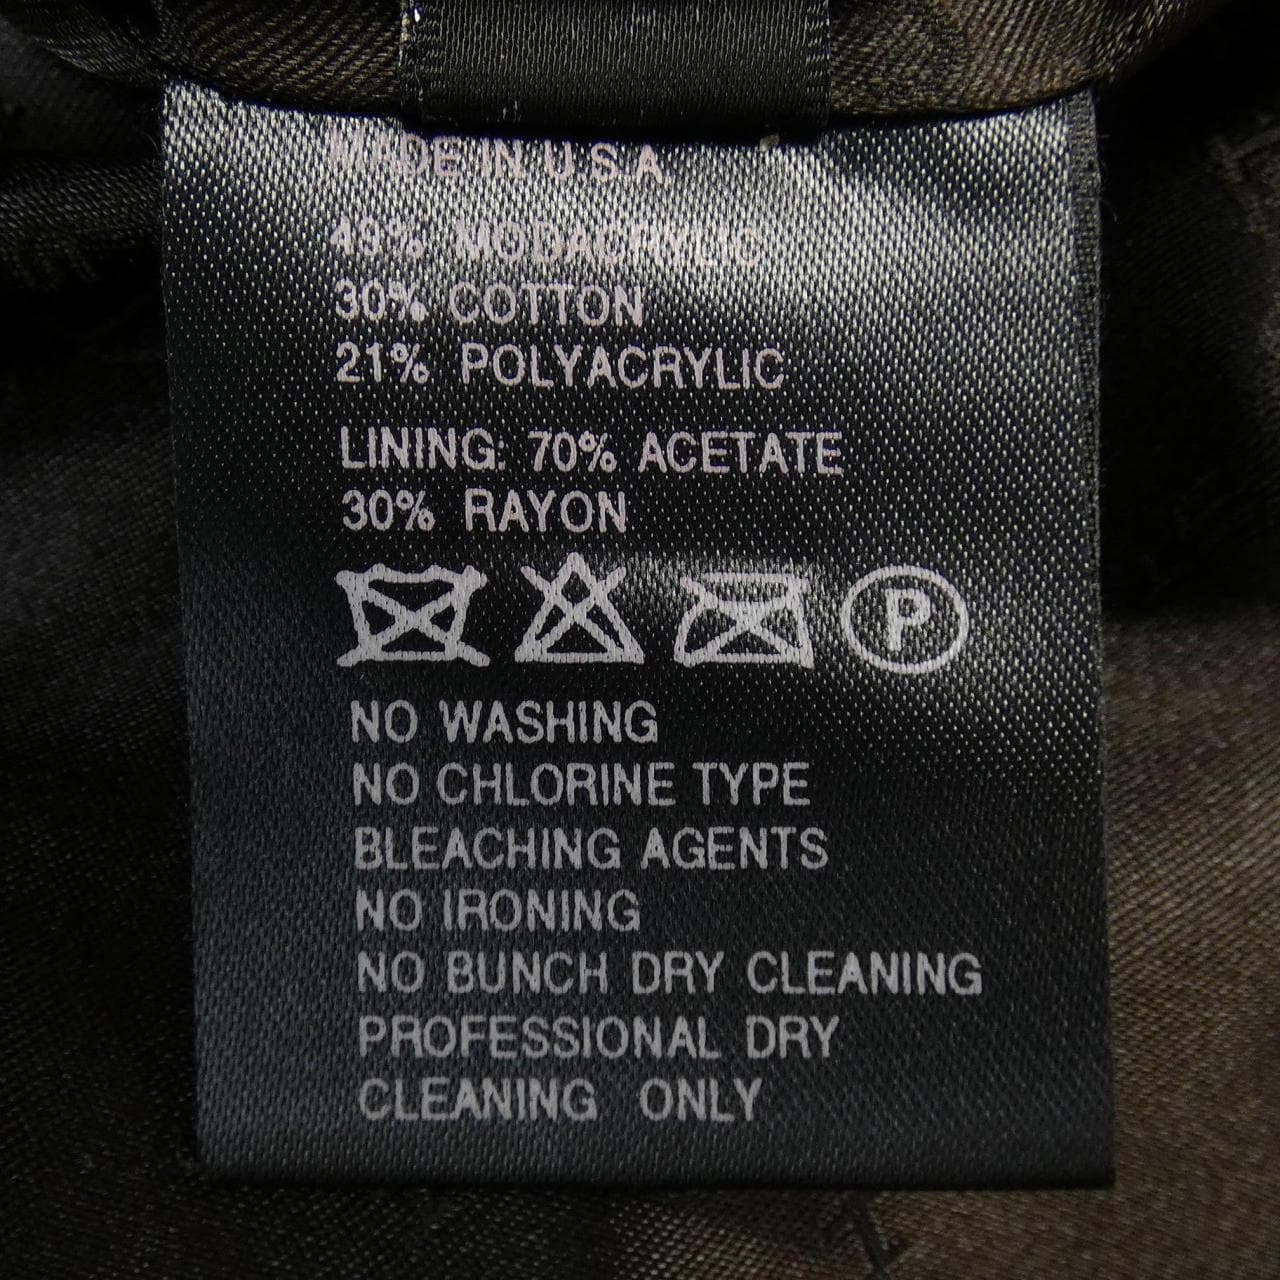 MADE IN U.S.A
49% MODACRYLIC
30% COTTON
21% POLYACRYLIC
LINING: 70% ACETATE
30% RAYON
P
NO WASHING
NO CHLORINE TYPE
BLEACHING AGENTS
NO IRONING
NO BUNCH DRY CLEANING
PROFESSIONAL DRY
CLEANING ONLY